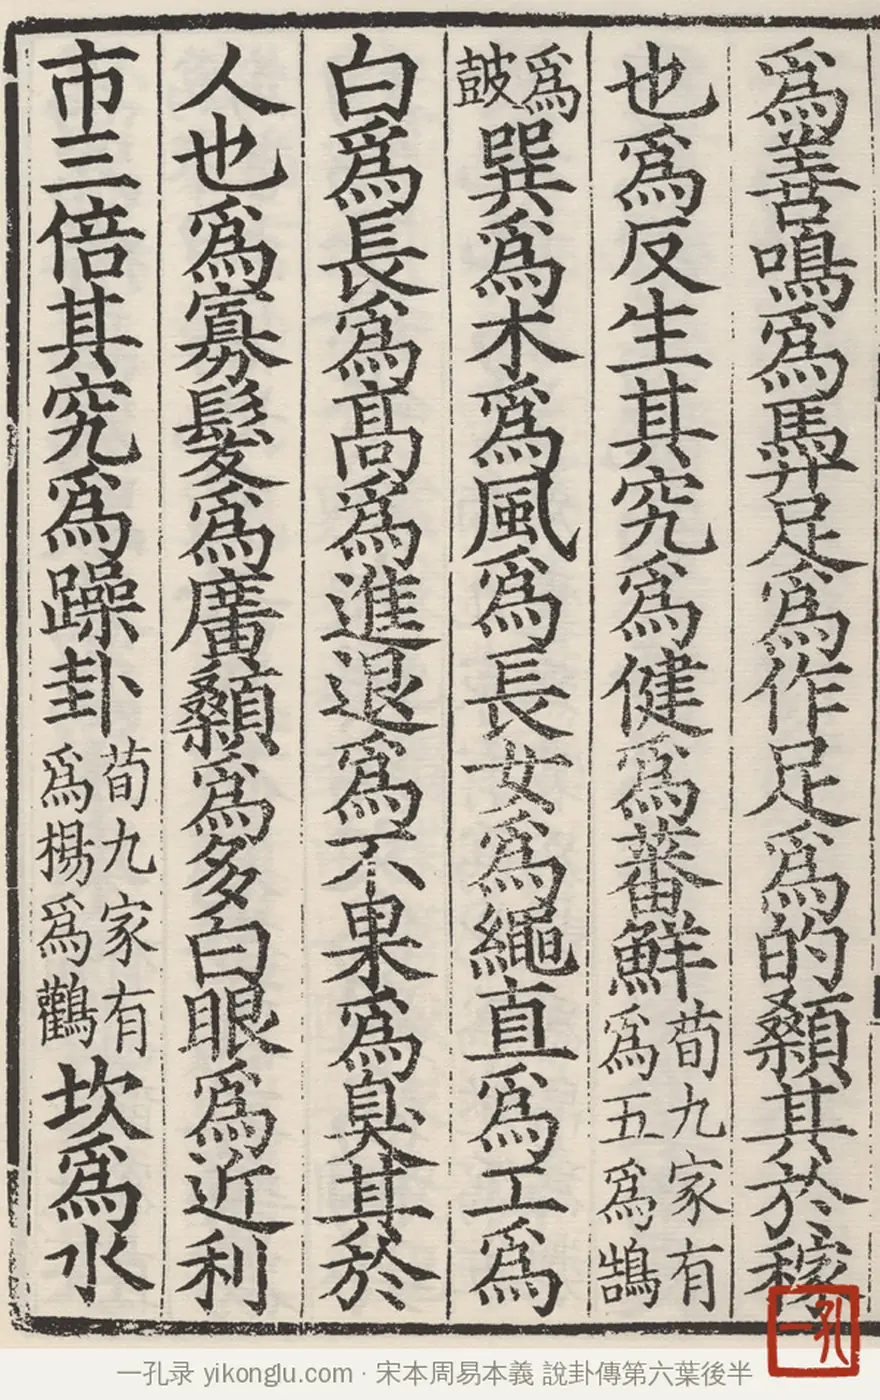 爲善鳴爲馵足爲作足爲的顙其於稼
也爲反生其究爲健爲蕃鮮荀九家有爲五爲鵠
爲鼓巽爲木爲風爲長女爲繩直爲工爲
白爲長爲髙爲進退爲不果爲臭其於
人也爲寡髮爲廣顙爲多白眼爲近利
市三倍其究爲躁卦荀九家有爲楊爲鸛坎爲水
一孔
一孔录 yikonglu.com · 宋本周易本義 說卦傳第六葉後半